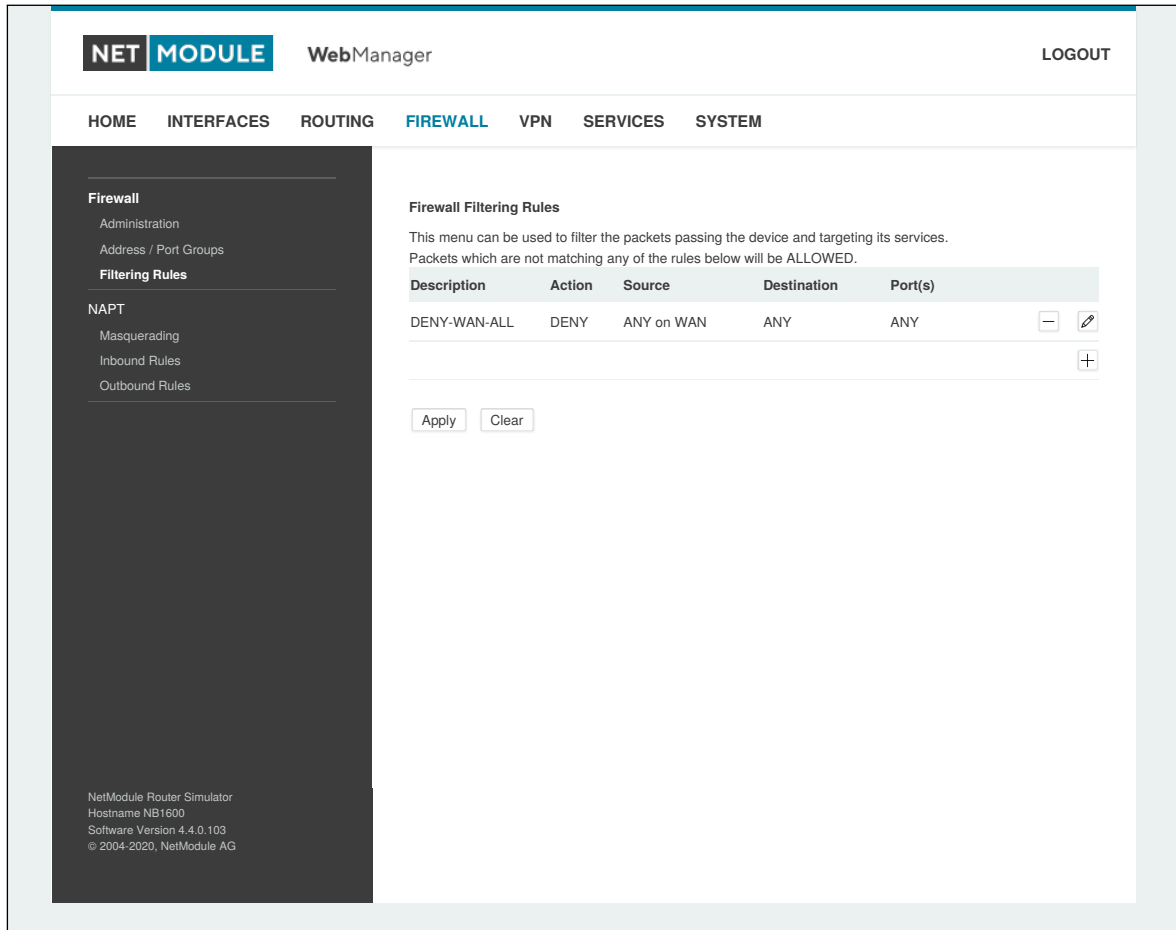 NET MODULE WebManager LOGOUT
HOME INTERFACES ROUTING FIREWALL VPN SERVICES SYSTEM
Firewall
Administration
Address / Port Groups
Filtering Rules
NAPT
Masquerading
Inbound Rules
Outbound Rules
Firewall Filtering Rules
This menu can be used to filter the packets passing the device and targeting its services.
Packets which are not matching any of the rules below will be ALLOWED.
Description Action Source Destination Port(s)
DENY-WAN-ALL DENY ANY on WAN ANY ANY
Apply Clear
NetModule Router Simulator
Hostname NB1600
Software Version 4.4.0.103
© 2004-2020, NetModule AG